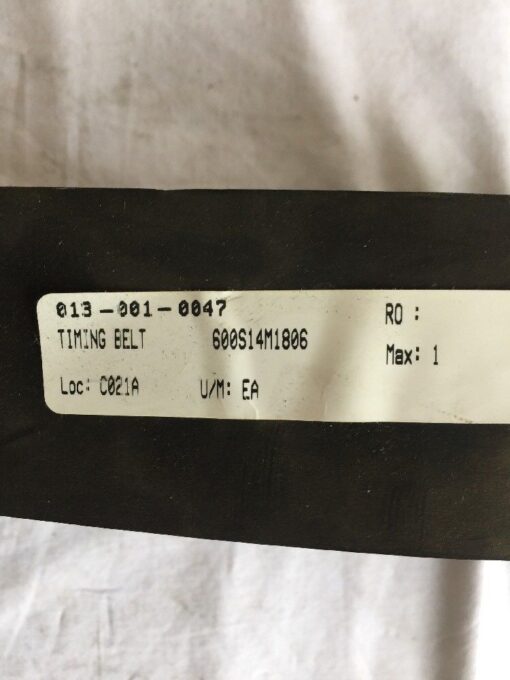 013-001-0047
TIMING BELT 600S14M1806
Loc: C021A U/M: EA
RO :
Max: 1